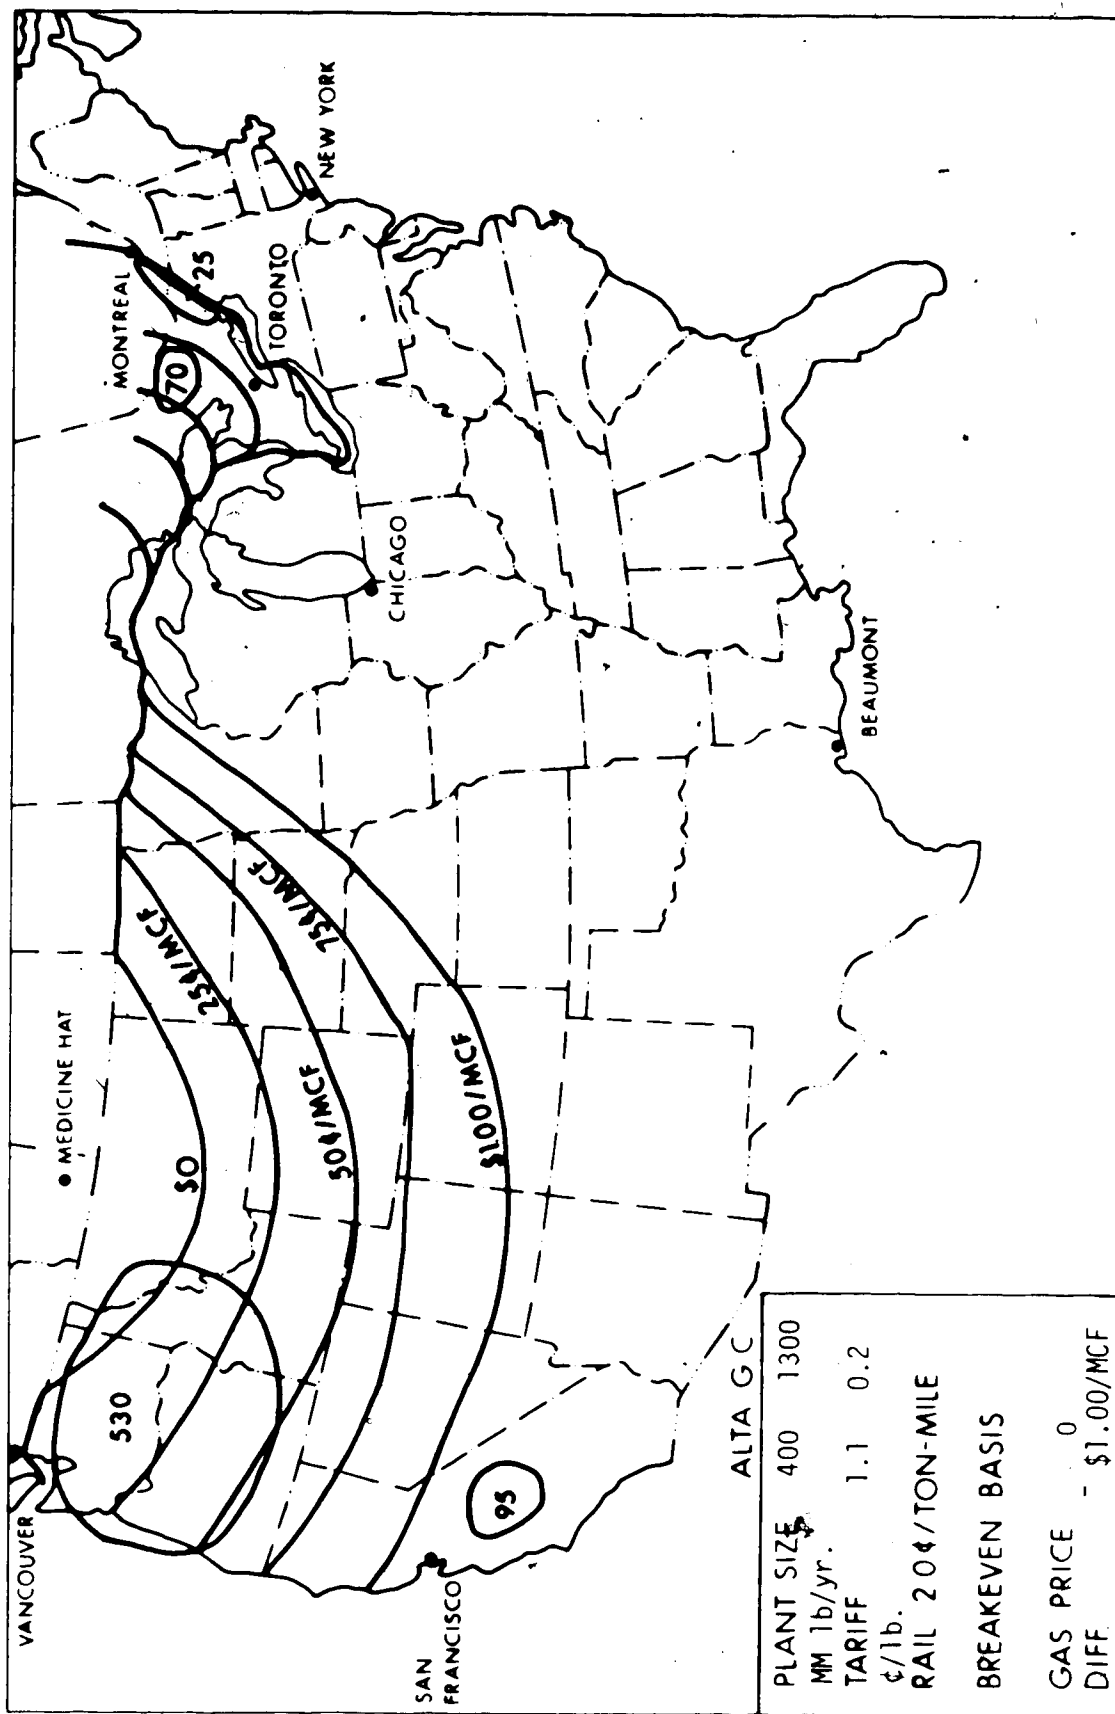 VANCOUVER
MEDICINE HAT
MONTREAL
530
$0
25¢/MCF
70
25
TORONTO
NEW YORK
50¢/MCF
75¢/MCF
$100/MCF
CHICAGO
SAN
FRANCISCO
95
BEAUMONT
ALTA G C
PLANT SIZE 400 1300
MM lb/yr.
TARIFF 1.1 0.2
¢/lb.
RAIL 2 0¢/TON-MILE
BREAKEVEN BASIS
GAS PRICE 0
DIFF - $1.00/MCF